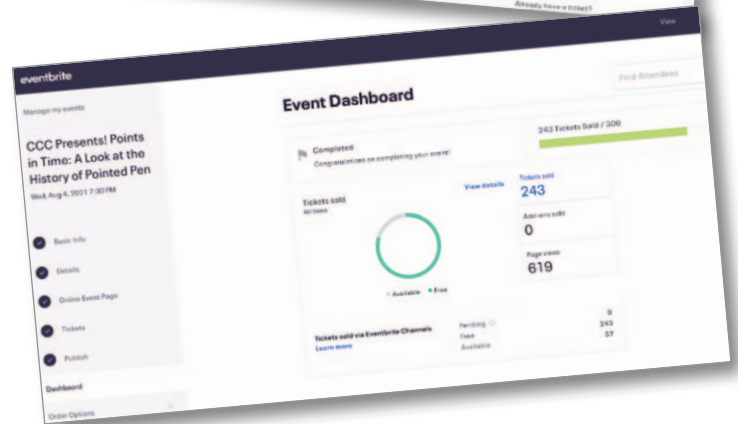 Already have a ticket?
View
eventbrite
Manage my events
Find Attendees
Event Dashboard
CCC Presents! Points
in Time: A Look at the
History of Pointed Pen
Wed, Aug 4, 2021 7:30 PM
Completed
Congratulations on completing your event!
243 Tickets Sold / 300
Tickets sold
All times
View details
Tickets sold
243
Add-ons sold
0
Page views
619
Available Free
Basic Info
Details
Online Event Page
Tickets
Publish
Dashboard
Order Options
Tickets sold via Eventbrite Channels
Learn more
Pending 0
Free 243
Available 57